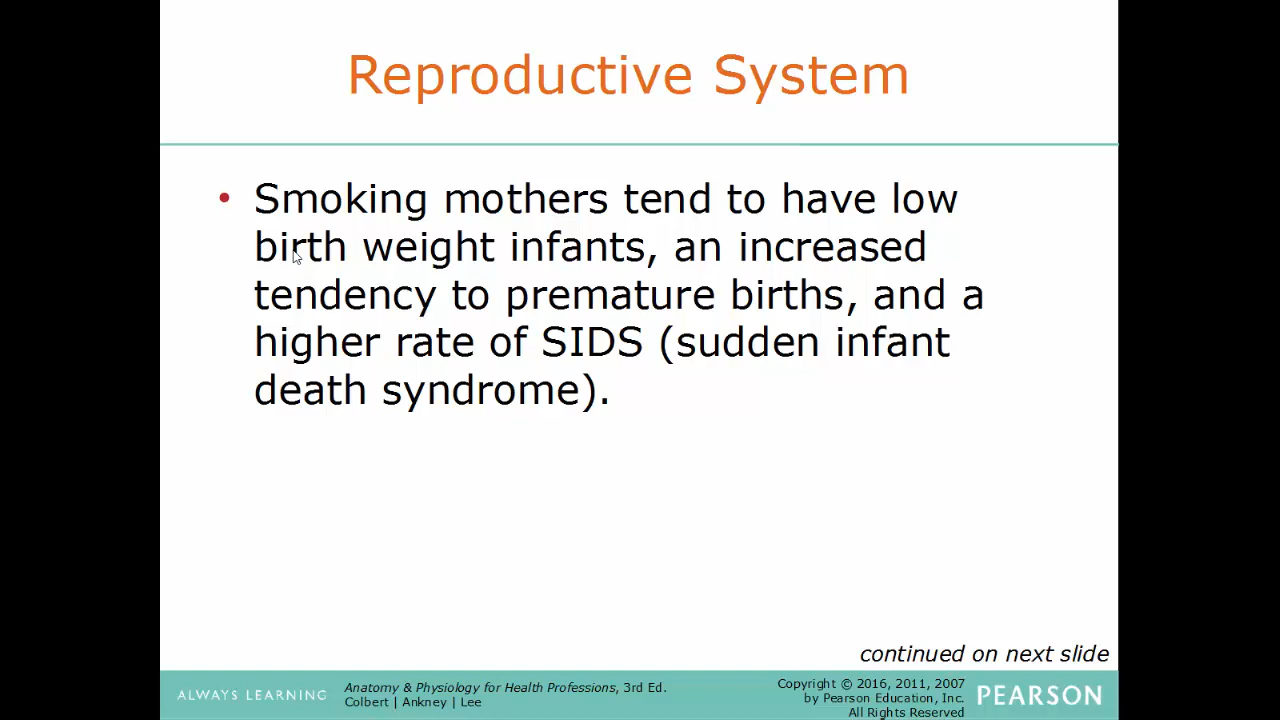 Reproductive System
• Smoking mothers tend to have low
birth weight infants, an increased
tendency to premature births, and a
higher rate of SIDS (sudden infant
death syndrome).
continued on next slide
ALWAYS LEARNING
Anatomy & Physiology for Health Professions, 3rd Ed.
Colbert | Ankney | Lee
Copyright © 2016, 2011, 2007
by Pearson Education, Inc.
All Rights Reserved
PEARSON